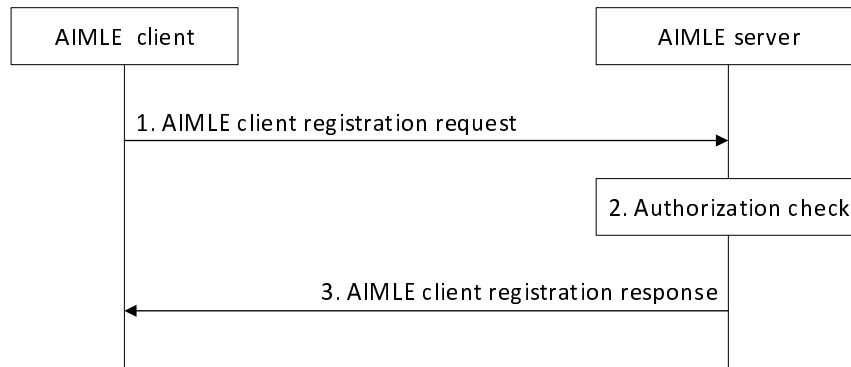 AIMLE client
AIMLE server
1. AIMLE client registration request
2. Authorization check
3. AIMLE client registration response